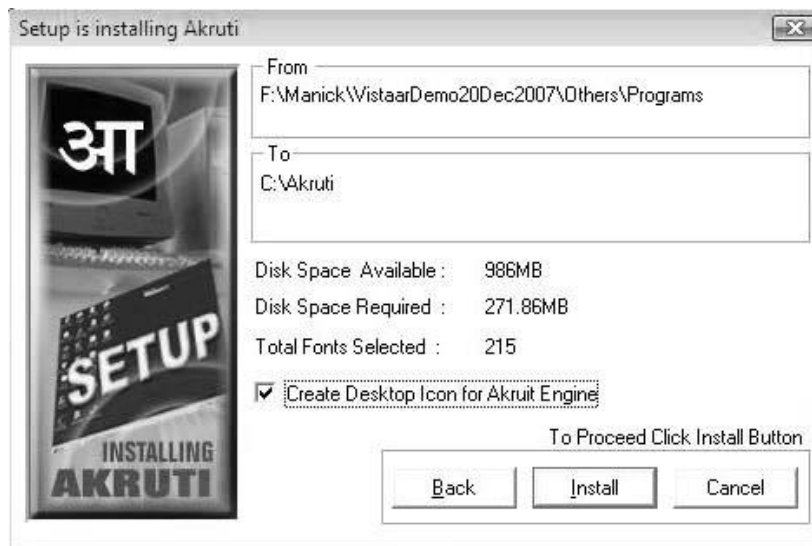 Setup is installing Akruti
From
F:\Manick\VistaarDemo20Dec2007\Others\Programs
To
C:\Akruti
आ
SETUP
INSTALLING
AKRUTI
Disk Space Available : 986MB
Disk Space Required : 271.86MB
Total Fonts Selected : 215
Create Desktop Icon for Akruit Engine
To Proceed Click Install Button
Back Install Cancel